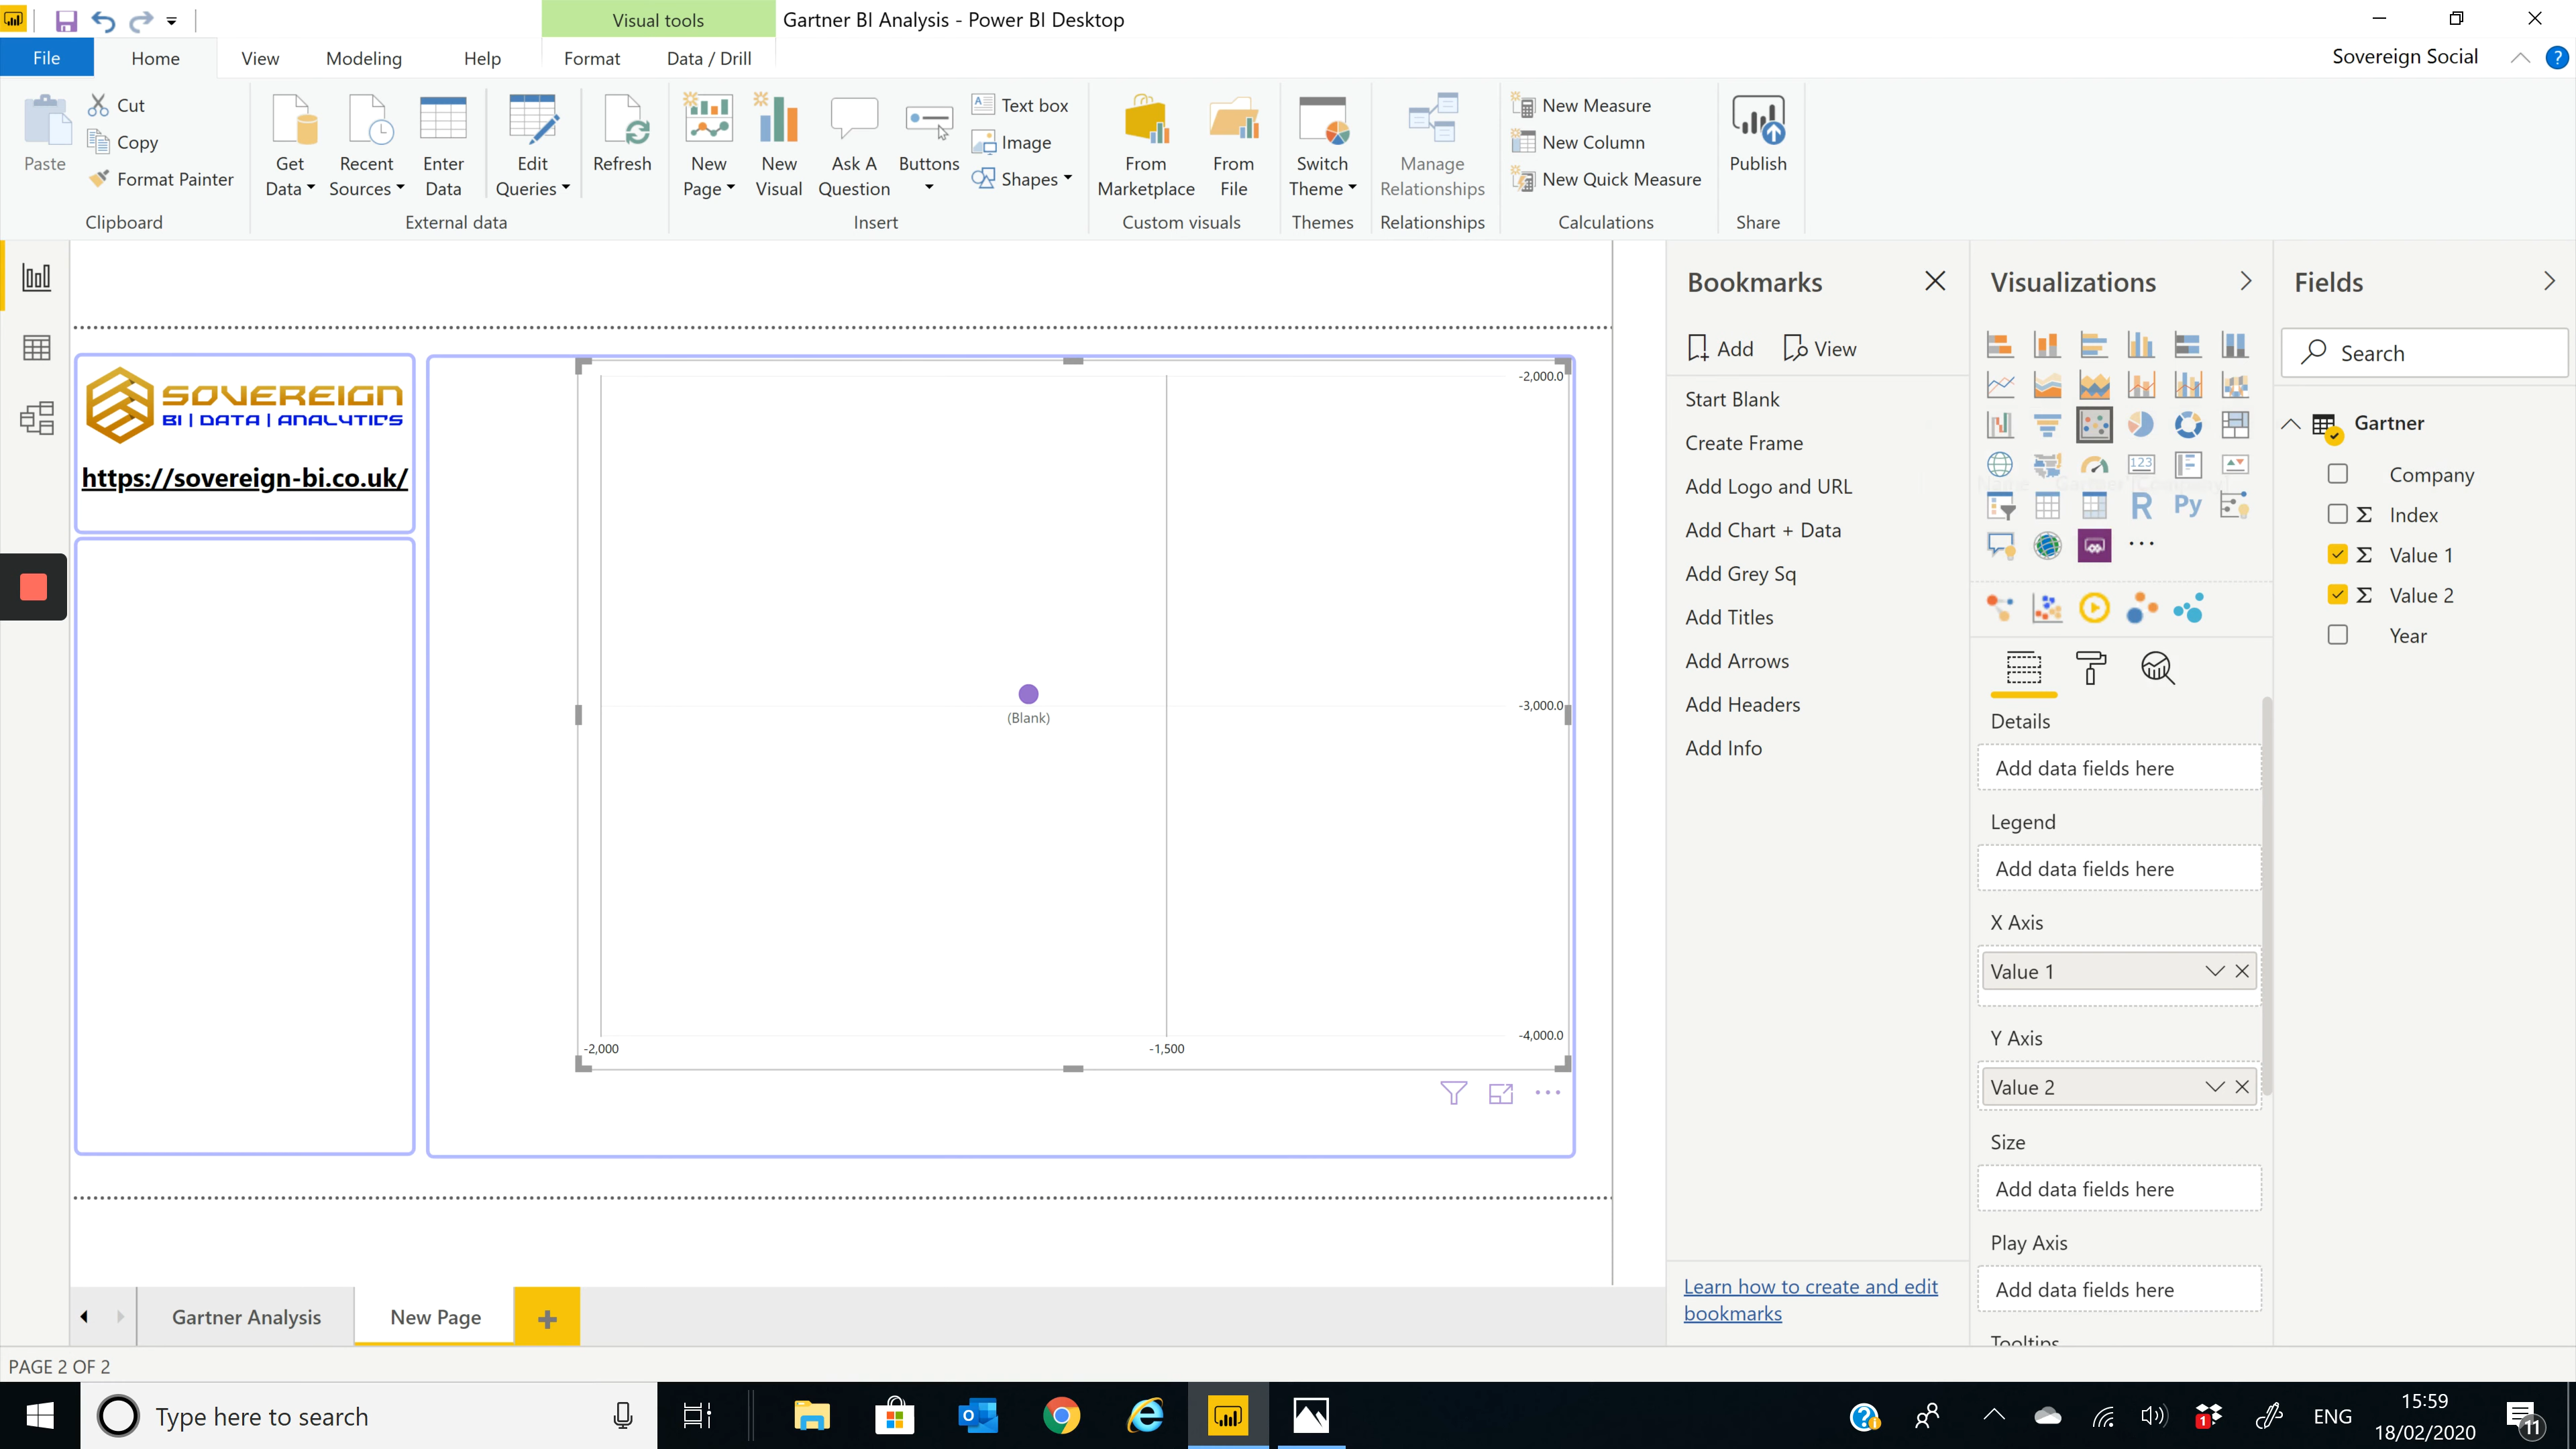 Visual tools
Gartner BI Analysis - Power BI Desktop
File
Home
View
Modeling
Help
Format
Data / Drill
Sovereign Social
?
Paste
Cut
Copy
Format Painter
Clipboard
Get
Data
Recent
Sources
Enter
Data
Edit
Queries
Refresh
External data
New
Page
New
Visual
Ask A
Question
Buttons
Text box
Image
Shapes
Insert
From
Marketplace
From
File
Custom visuals
Switch
Theme
Themes
Manage
Relationships
Relationships
New Measure
New Column
New Quick Measure
Calculations
Publish
Share
SOVEREIGN
BI | DATA | ANALYTICS
https://sovereign-bi.co.uk/
-2,000.0
-3,000.0
-4,000.0
(Blank)
-2,000
-1,500
Bookmarks
Add
View
Start Blank
Create Frame
Add Logo and URL
Add Chart + Data
Add Grey Sq
Add Titles
Add Arrows
Add Headers
Add Info
Learn how to create and edit
bookmarks
Visualizations
123
R
Py
Details
Add data fields here
Legend
Add data fields here
X Axis
Value 1
Y Axis
Value 2
Size
Add data fields here
Play Axis
Add data fields here
Tooltips
Fields
Search
Gartner
Company
Σ Index
Σ Value 1
Σ Value 2
Year
Gartner Analysis
New Page
+
PAGE 2 OF 2
Type here to search
ENG
15:59
18/02/2020
1
11